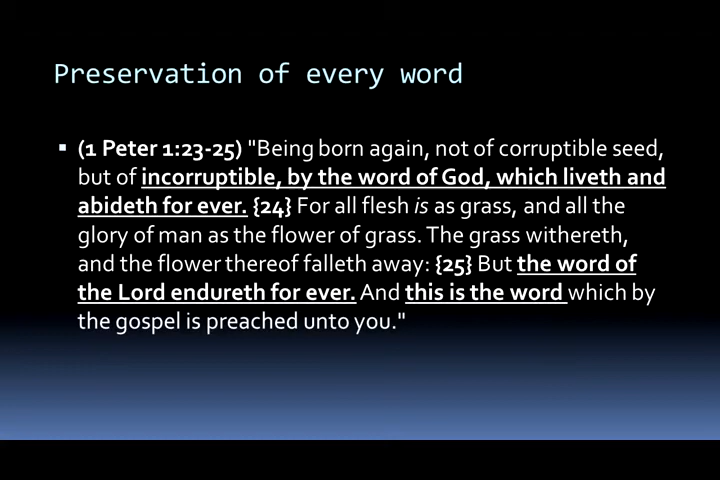 Preservation of every word
▪ (1 Peter 1:23-25) "Being born again, not of corruptible seed,
but of incorruptible, by the word of God, which liveth and
abideth for ever. {24} For all flesh is as grass, and all the
glory of man as the flower of grass. The grass withereth,
and the flower thereof falleth away: {25} But the word of
the Lord endureth for ever. And this is the word which by
the gospel is preached unto you."